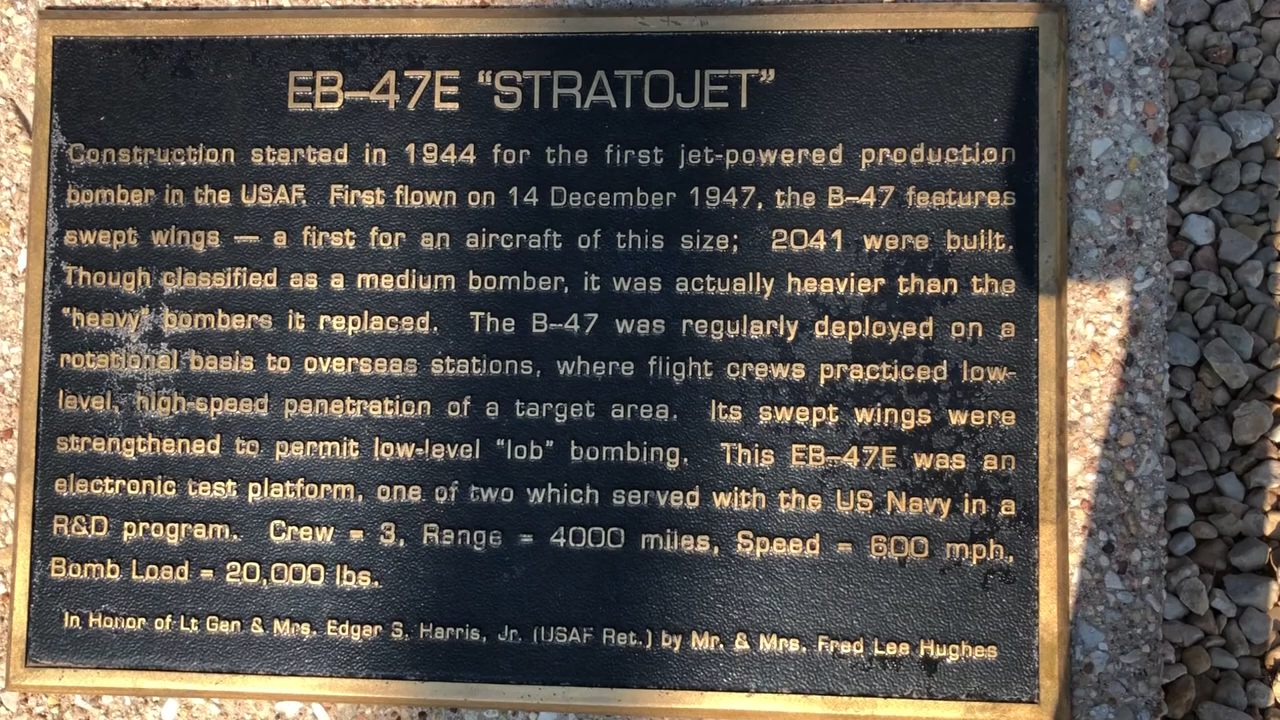 EB-47E "STRATOJET"
Construction started in 1944 for the first jet-powered production
bomber in the USAF. First flown on 14 December 1947, the B-47 features
swept wings — a first for an aircraft of this size; 2041 were built.
Though classified as a medium bomber, it was actually heavier than the
"heavy" bombers it replaced. The B-47 was regularly deployed on a
rotational basis to overseas stations, where flight crews practiced low-
level, high-speed penetration of a target area. Its swept wings were
strengthened to permit low-level "lob" bombing. This EB-47E was an
electronic test platform, one of two which served with the US Navy in a
R&D program. Crew = 3, Range = 4000 miles, Speed = 600 mph,
Bomb Load = 20,000 lbs.
In Honor of Lt Gen & Mrs. Edgar S. Harris, Jr. (USAF Ret.) by Mr. & Mrs. Fred Lee Hughes